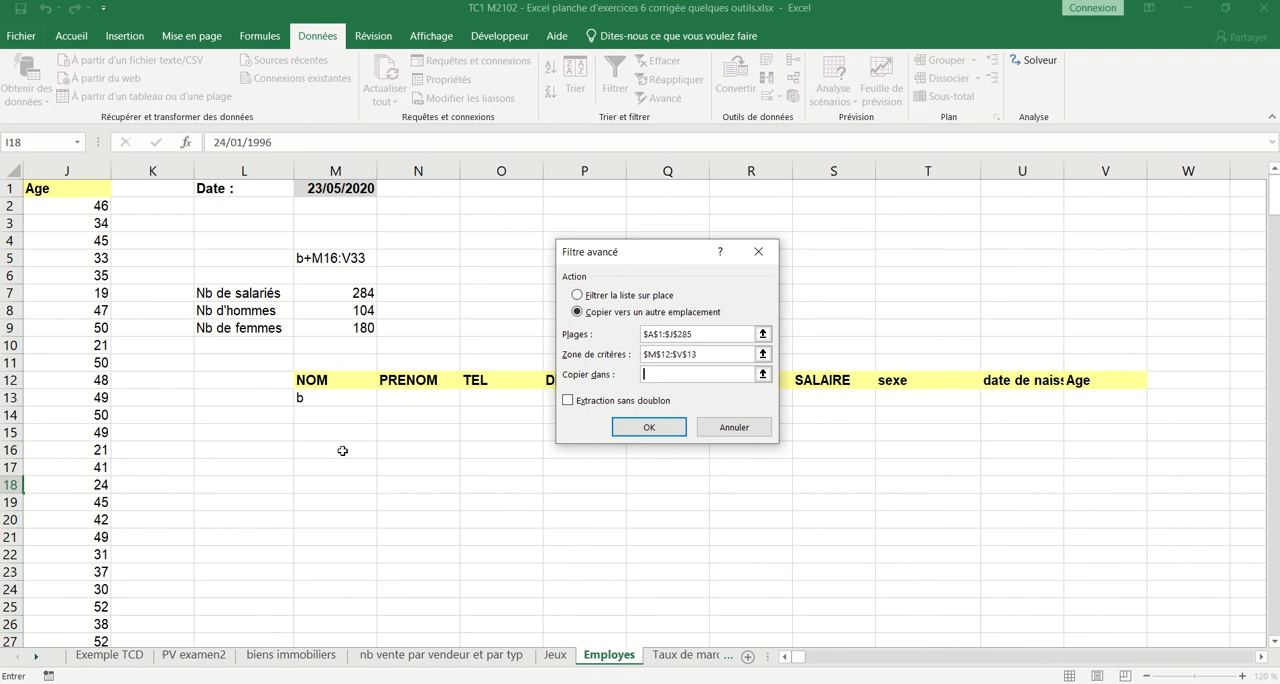 TC1 M2102 - Excel planche d'exercices 6 corrigée quelques outils.xlsx - Excel
Connexion
Fichier Accueil Insertion Mise en page Formules Données Révision Affichage Développeur Aide Dites-nous ce que vous voulez faire Partager
Obtenir des données
À partir d'un fichier texte/CSV
À partir du web
À partir d'un tableau ou d'une plage
Sources récentes
Connexions existantes
Récupérer et transformer des données
Actualiser tout
Requêtes et connexions
Propriétés
Modifier les liaisons
Requêtes et connexions
Trier
Filtrer
Effacer
Réappliquer
Avancé
Trier et filtrer
Convertir
Outils de données
Analyse scénarios
Feuille de prévision
Prévision
Grouper
Dissocier
Sous-total
Plan
Solveur
Analyse
I18 fx 24/01/1996
J K L M N O P Q R S T U V W
1 Age Date : 23/05/2020
2 46
3 34
4 45
5 33 b+M16:V33
6 35
7 19 Nb de salariés 284
8 47 Nb d'hommes 104
9 50 Nb de femmes 180
10 21
11 50
12 48 NOM PRENOM TEL D SALAIRE sexe date de naiss Age
13 49 b
14 50
15 49
16 21
17 41
18 24
19 45
20 42
21 49
22 31
23 37
24 30
25 52
26 38
27 52
Filtre avancé ?
Action
Filtrer la liste sur place
Copier vers un autre emplacement
Plages : $A$1:$J$285
Zone de critères : $M$12:$V$13
Copier dans :
Extraction sans doublon
OK Annuler
Exemple TCD PV examen2 biens immobiliers nb vente par vendeur et par typ Jeux Employes Taux de marc ...
Entrer 120 %